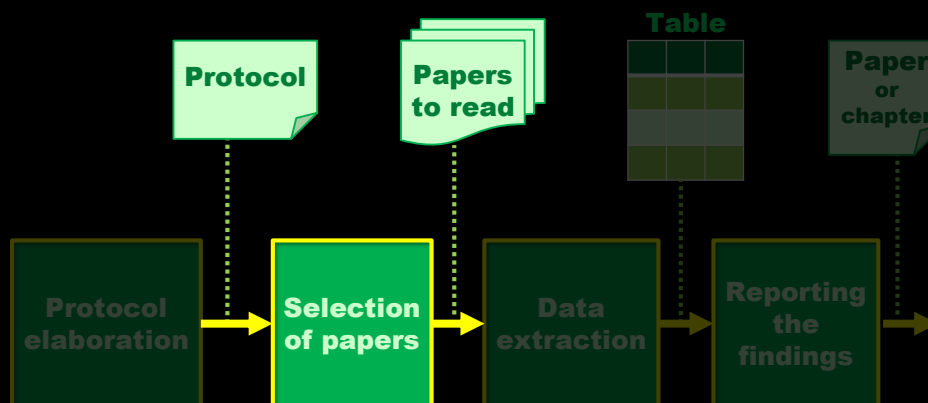 Table
Protocol
Papers
to read
Paper
or
chapter
Protocol
elaboration
Selection
of papers
Data
extraction
Reporting
the
findings